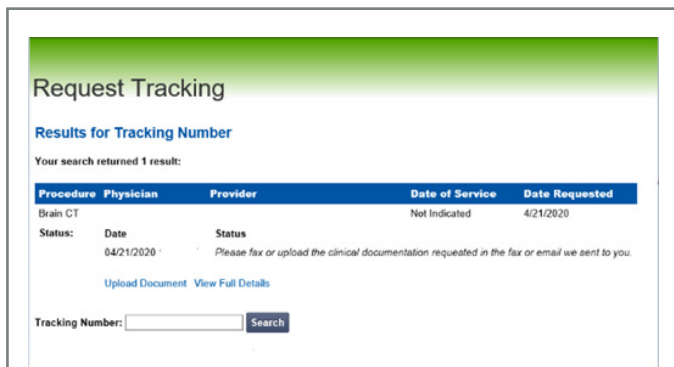 Request Tracking
Results for Tracking Number
Your search returned 1 result:
Procedure Physician Provider Date of Service Date Requested
Brain CT Not Indicated 4/21/2020
Status: Date Status
04/21/2020 Please fax or upload the clinical documentation requested in the fax or email we sent to you.
Upload Document View Full Details
Tracking Number: Search